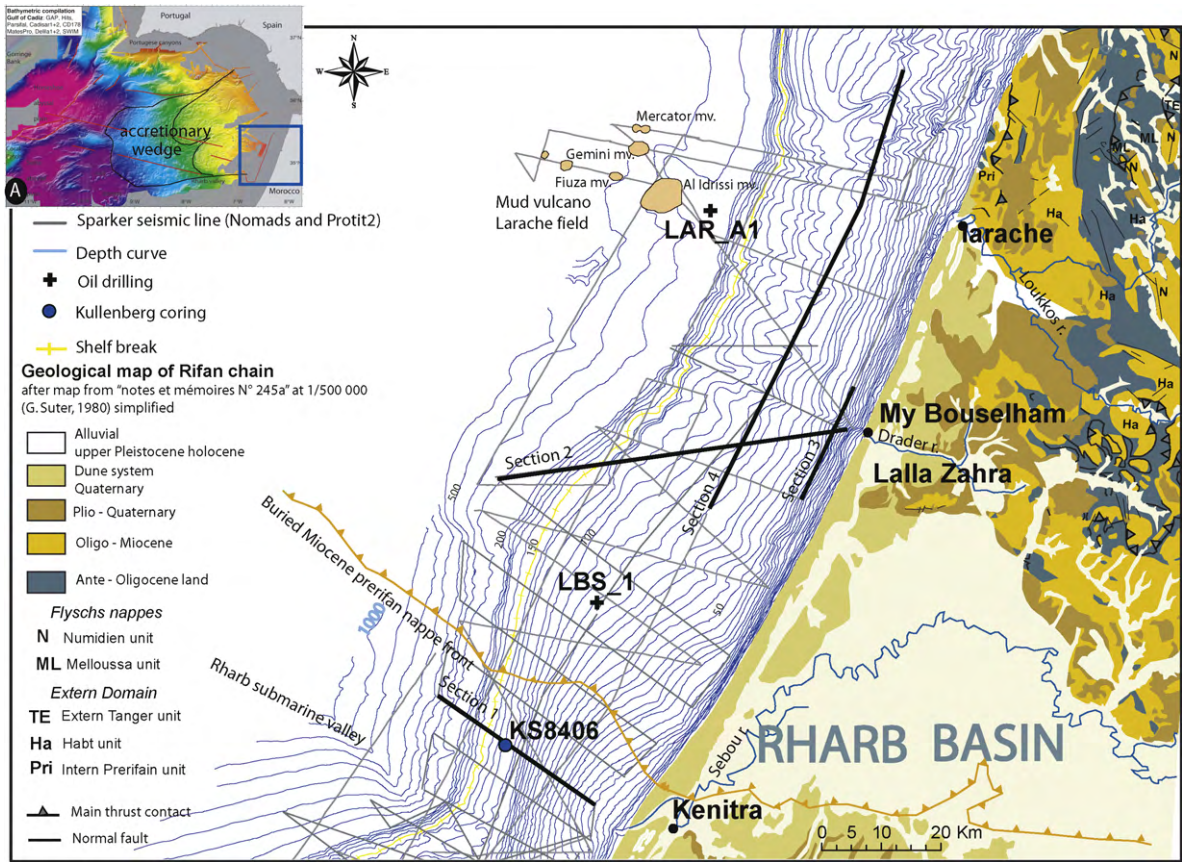 Bathymetric compilation
Gulf of Cadiz: GAP, Hits,
Parsifal, Cadisar1+2, CD178
MatesPro, Delila1+2, SWIM
Portugal
Spain
Portugese canyons
Gorringe
Bank
accretionary
wedge
Morocco
A
N
W E
S
Sparker seismic line (Nomads and Protit2)
Depth curve
Oil drilling
Kullenberg coring
Shelf break
Geological map of Rifan chain
after map from "notes et mémoires N° 245a" at 1/500 000
(G. Suter, 1980) simplified
Alluvial
upper Pleistocene holocene
Dune system
Quaternary
Plio - Quaternary
Oligo - Miocene
Ante - Oligocene land
Flyschs nappes
N Numidien unit
ML Melloussa unit
Extern Domain
TE Extern Tanger unit
Ha Habt unit
Pri Intern Prerifain unit
Main thrust contact
Normal fault
Mercator mv.
Gemini mv.
Fiuza mv.
Al Idrissi mv.
Mud vulcano
Larache field
LAR_A1
larache
Loukkos r.
My Bouselham
Drader r.
Lalla Zahra
Section 2
Section 3
Section 4
500
200
150
100
50
LBS_1
Buried Miocene prerifan nappe front
1000
Rharb submarine valley
Section 1
KS8406
Sebou r.
RHARB BASIN
Kenitra
0 5 10 20 Km
N
TE
ML
ML
N
Pri
Ha
Ha
Ha
N
Ha
Ha